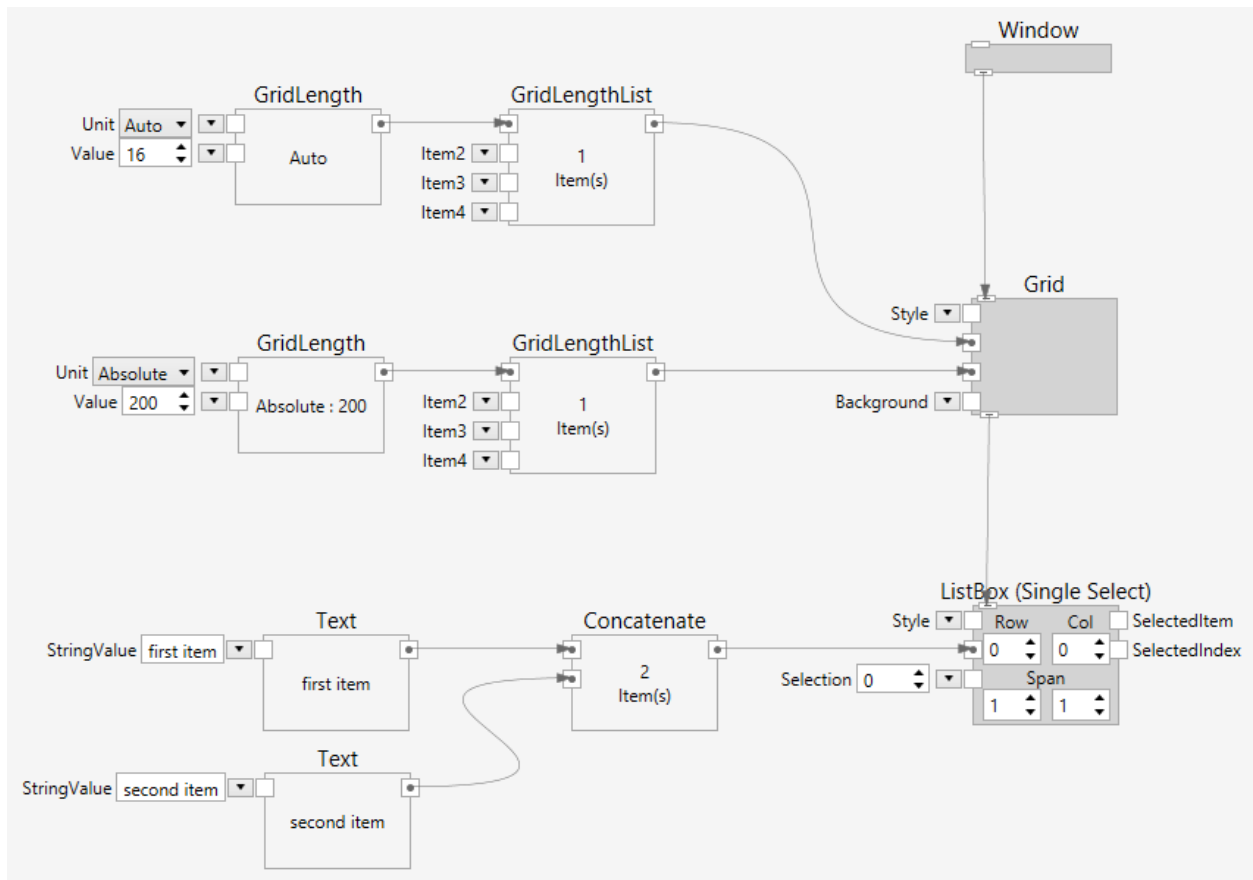 Window
GridLength
GridLengthList
Unit Auto
Value 16
Auto
Item2
Item3
Item4
1
Item(s)
Grid
Style
Background
GridLength
GridLengthList
Unit Absolute
Value 200
Absolute : 200
Item2
Item3
Item4
1
Item(s)
ListBox (Single Select)
Style
Row Col
SelectedItem
0 0
SelectedIndex
Selection 0
Span
1 1
Text
StringValue first item
first item
Concatenate
2
Item(s)
Text
StringValue second item
second item